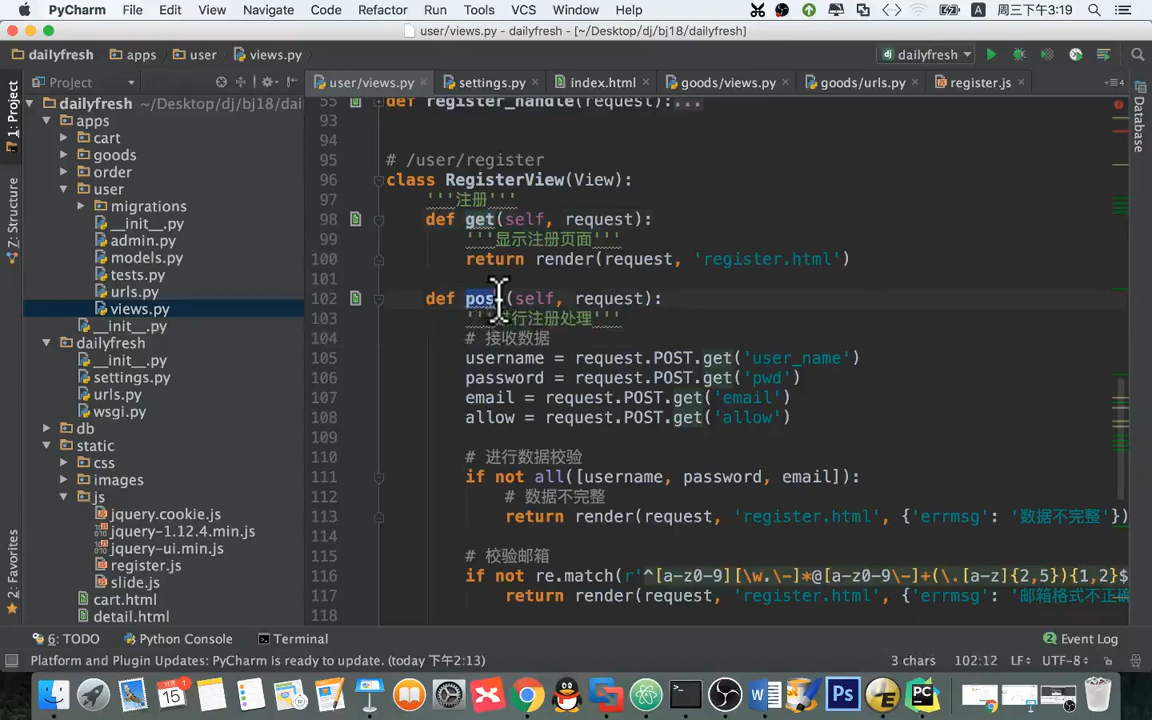 PyCharm File Edit View Navigate Code Refactor Run Tools VCS Window Help 周三下午3:19
user/views.py - dailyfresh - [~/Desktop/dj/bj18/dailyfresh]
dailyfresh apps user views.py dailyfresh
Project user/views.py settings.py index.html goods/views.py goods/urls.py register.js
1: Project
7: Structure
2: Favorites
Database
dailyfresh ~/Desktop/dj/bj18/dai
apps
cart
goods
order
user
migrations
__init__.py
admin.py
models.py
tests.py
urls.py
views.py
__init__.py
dailyfresh
__init__.py
settings.py
urls.py
wsgi.py
db
static
css
images
js
jquery.cookie.js
jquery-1.12.4.min.js
jquery-ui.min.js
register.js
slide.js
cart.html
detail.html
55 def register_handle(request):...
93
94
95 # /user/register
96 class RegisterView(View):
97 '''注册'''
98 def get(self, request):
99 '''显示注册页面'''
100 return render(request, 'register.html')
101
102 def pos (self, request):
103 '''进行注册处理'''
104 # 接收数据
105 username = request.POST.get('user_name')
106 password = request.POST.get('pwd')
107 email = request.POST.get('email')
108 allow = request.POST.get('allow')
109
110 # 进行数据校验
111 if not all([username, password, email]):
112 # 数据不完整
113 return render(request, 'register.html', {'errmsg': '数据不完整'})
114
115 # 校验邮箱
116 if not re.match(r'^[a-z0-9][\w.\-]*@[a-z0-9\-]+(\.[a-z]{2,5}){1,2}$
117 return render(request, 'register.html', {'errmsg': '邮箱格式不正确
118
6: TODO Python Console Terminal Event Log
Platform and Plugin Updates: PyCharm is ready to update. (today 下午2:13) 3 chars 102:12 LF UTF-8